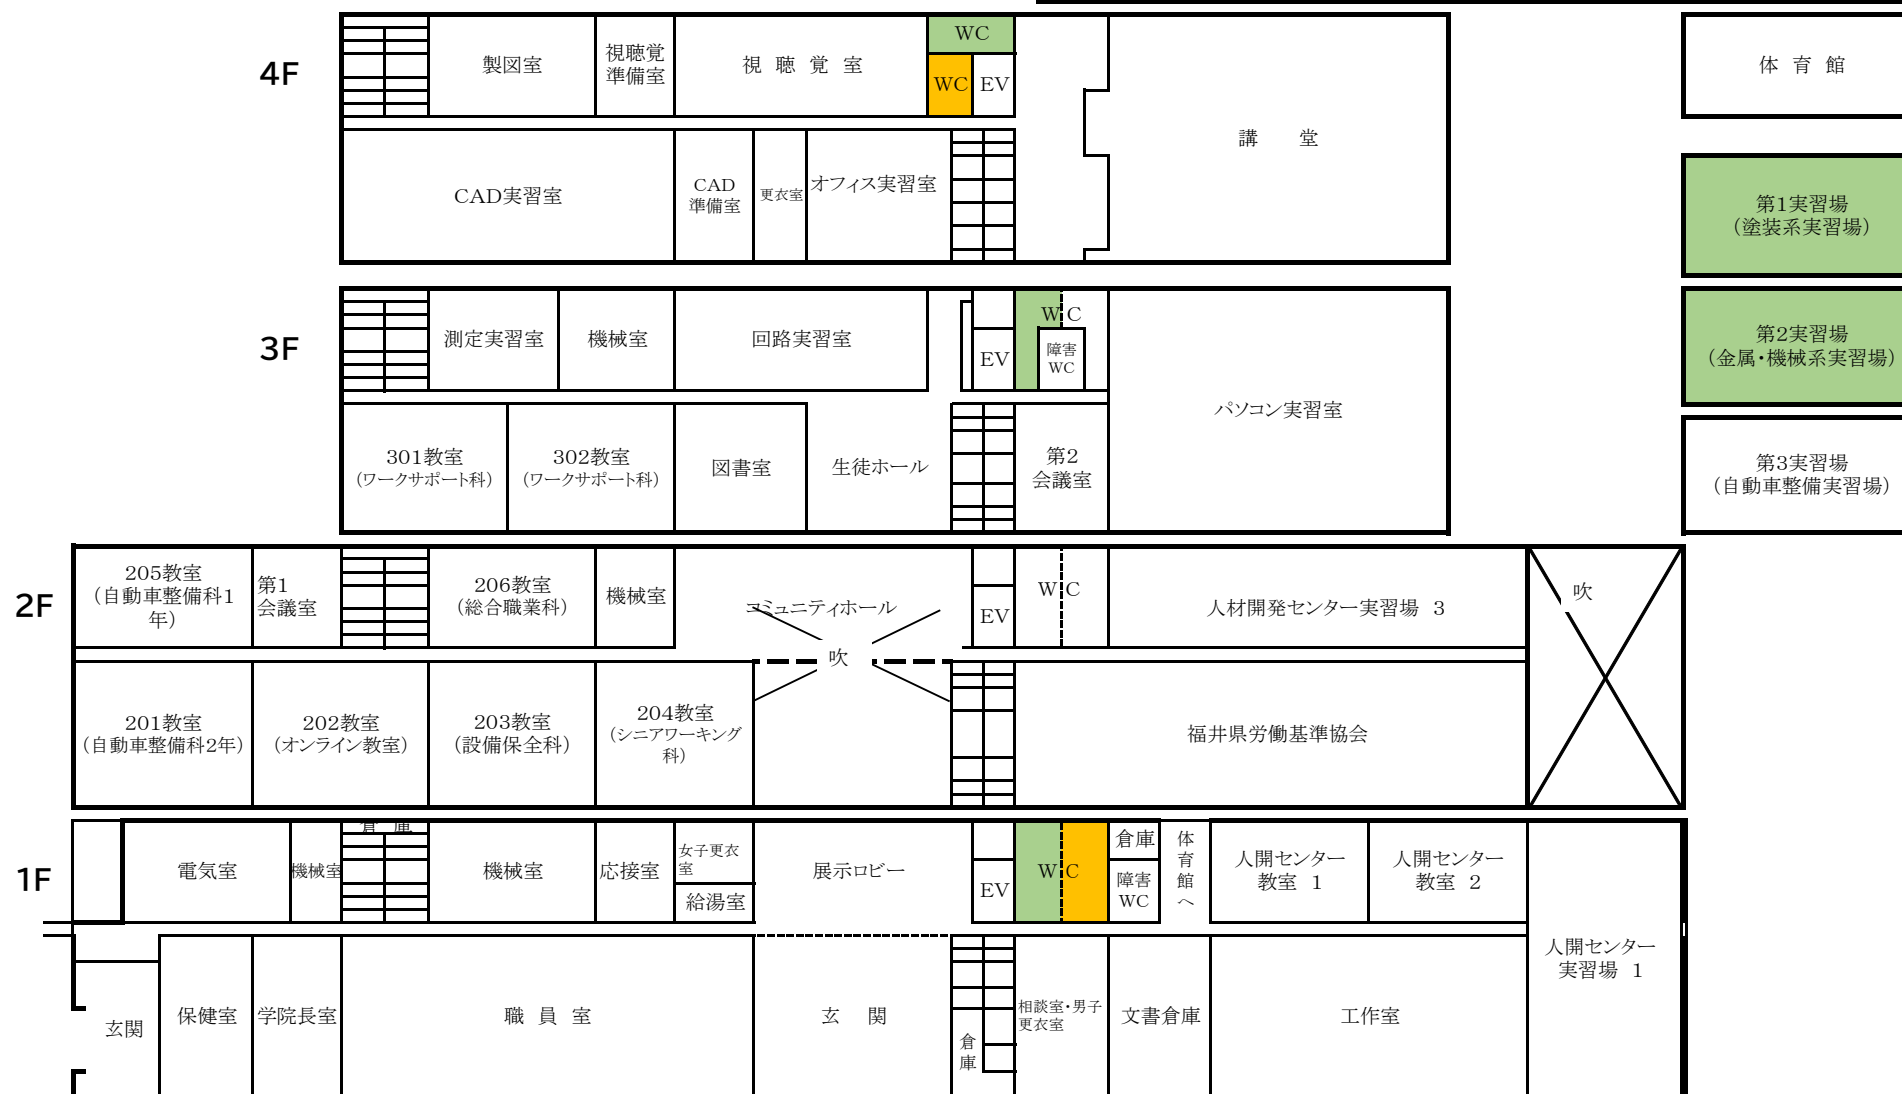 4F
製図室
視聴覚
準備室
視 聴 覚 室
WC
WC
EV
講 堂
体 育 館
CAD実習室
CAD
準備室
更衣室
オフィス実習室
第1実習場
（塗装系実習場）
3F
測定実習室
機械室
回路実習室
EV
W C
障害
WC
パソコン実習室
第2実習場
（金属・機械系実習場）
301教室
（ワークサポート科）
302教室
（ワークサポート科）
図書室
生徒ホール
第2
会議室
第3実習場
（自動車整備実習場）
2F
205教室
（自動車整備科1
年）
第1
会議室
206教室
（総合職業科）
機械室
コミュニティホール
吹
EV
W C
人材開発センター実習場 3
吹
201教室
（自動車整備科2年）
202教室
（オンライン教室）
203教室
（設備保全科）
204教室
（シニアワーキング
科）
福井県労働基準協会
1F
電気室
機械室
倉 庫
機械室
応接室
女子更衣
室
給湯室
展示ロビー
EV
W C
倉庫
障害
WC
体
育
館
へ
人開センター
教室 1
人開センター
教室 2
人開センター
実習場 1
玄関
保健室
学院長室
職 員 室
玄 関
倉
庫
相談室・男子
更衣室
文書倉庫
工作室